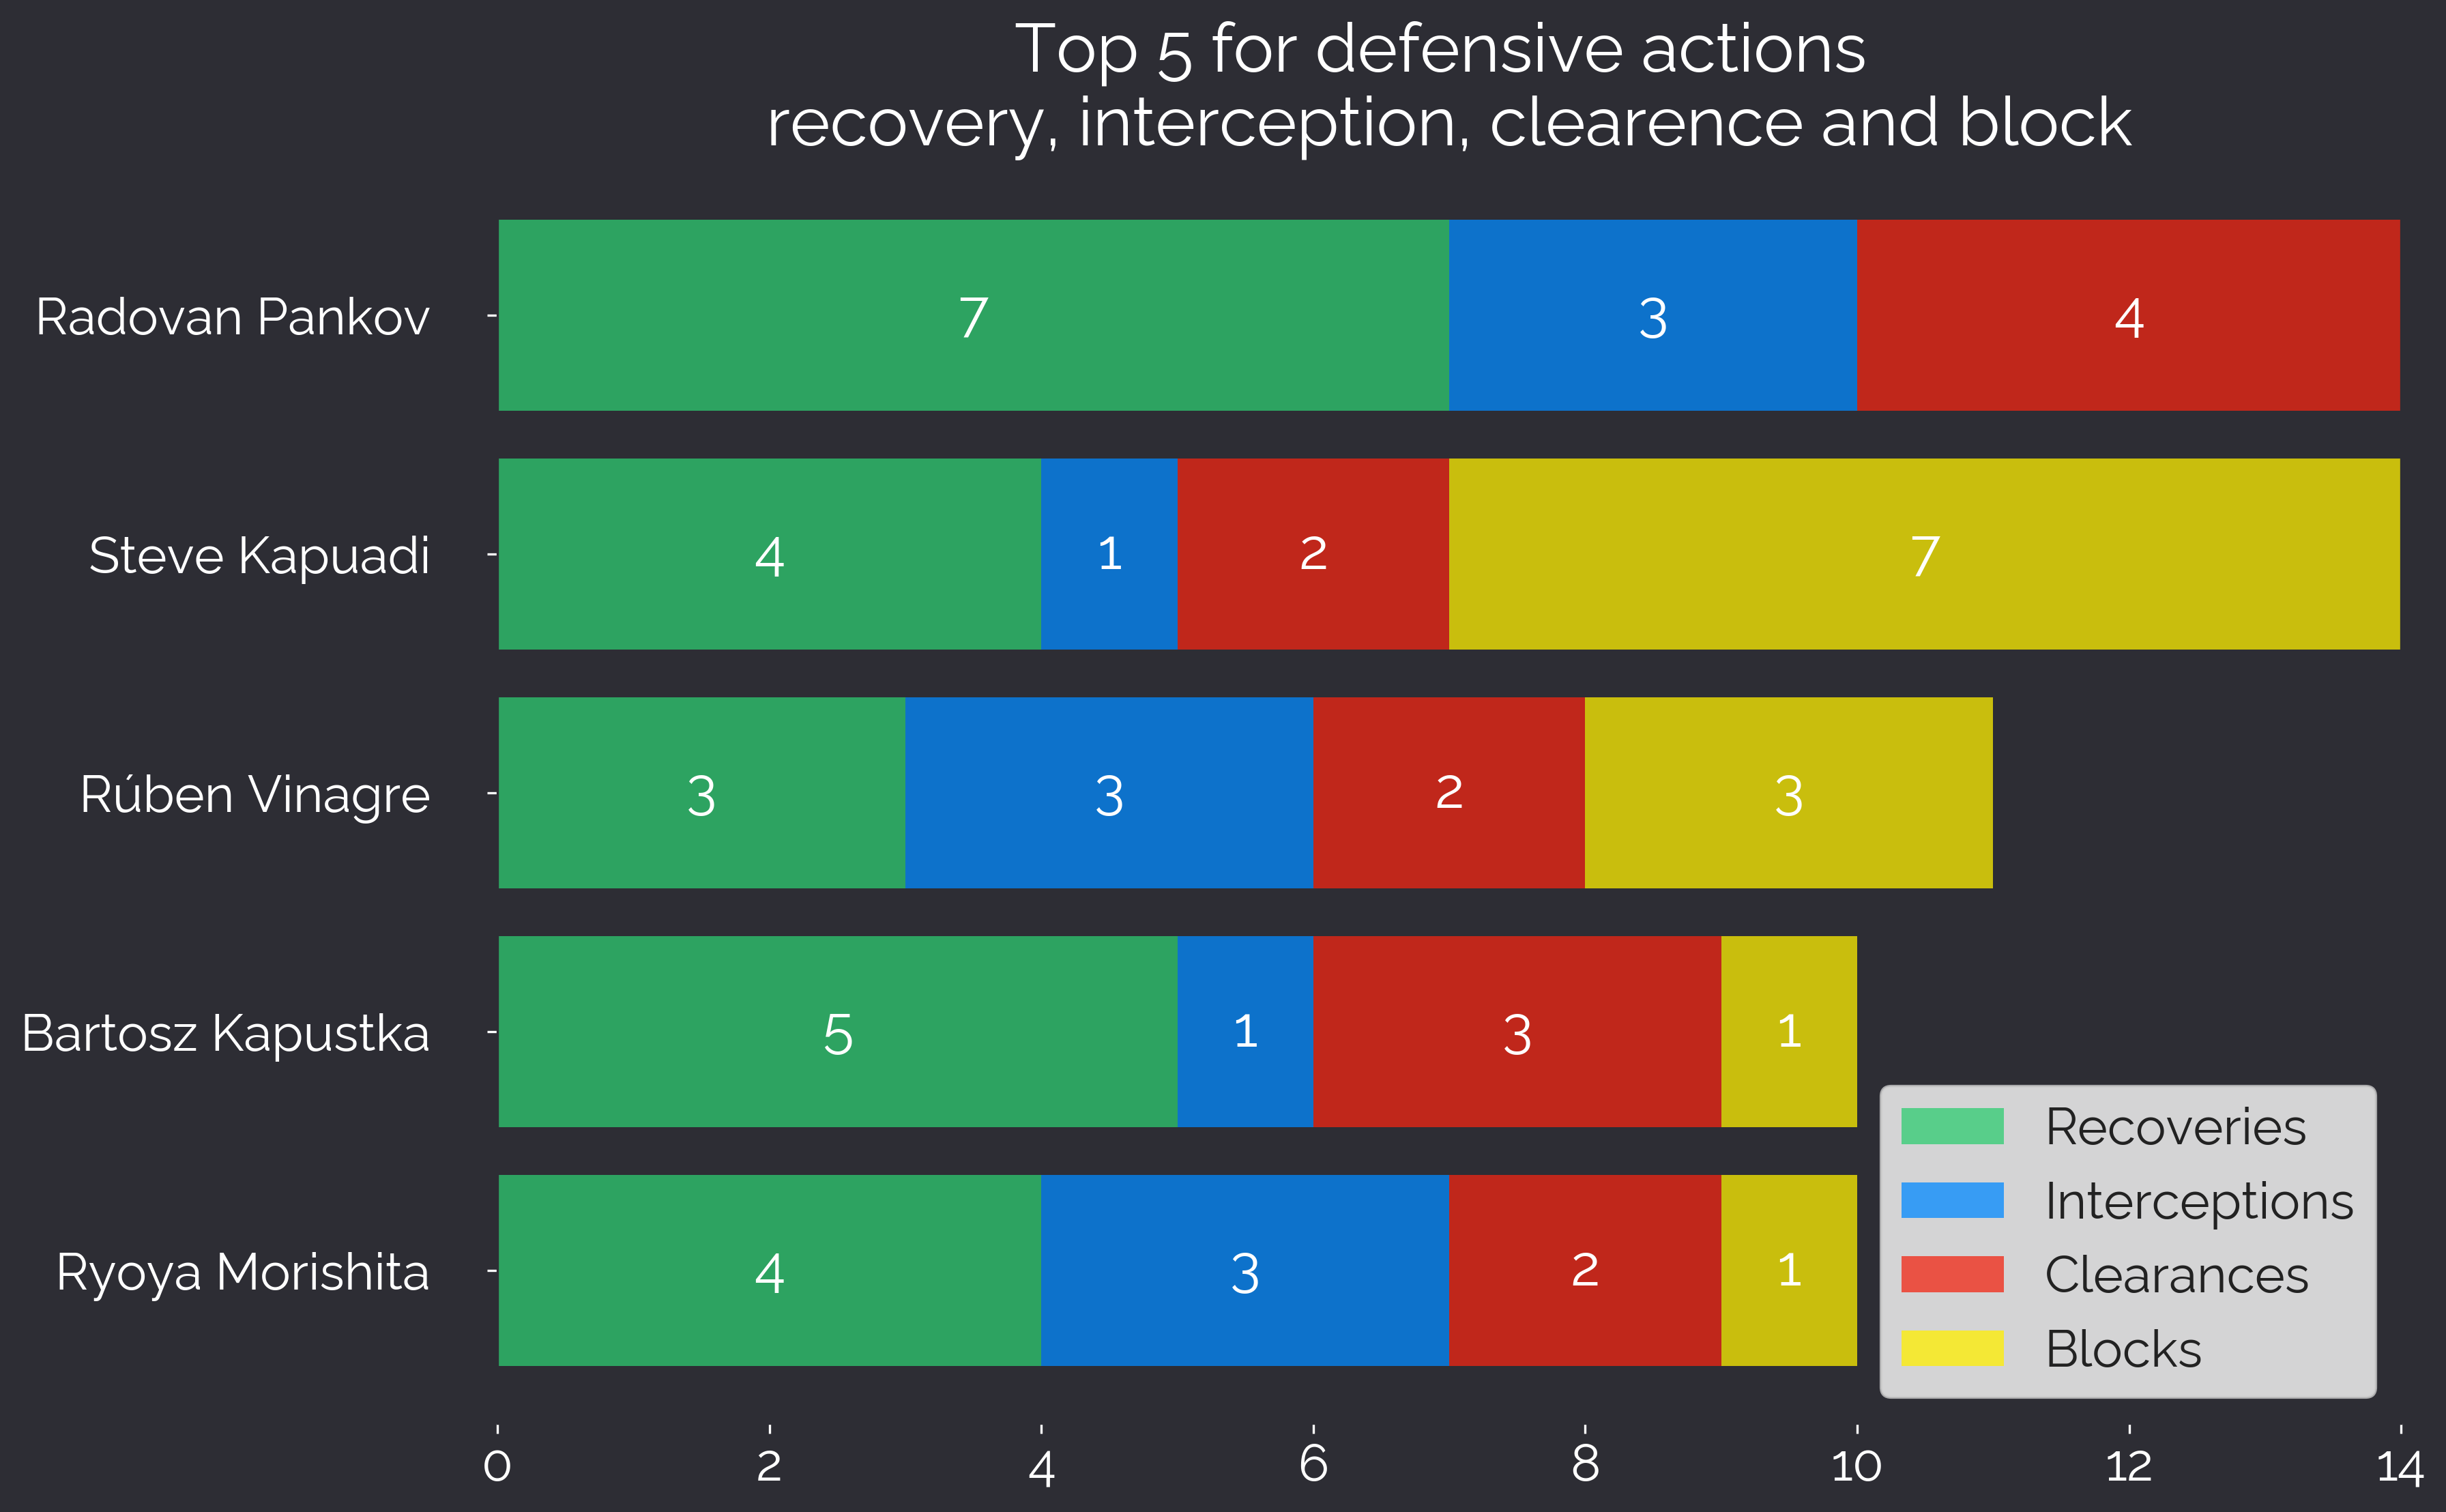 Top 5 for defensive actions
recovery, interception, clearence and block
Radovan Pankov 7 3 4
Steve Kapuadi 4 1 2 7
Rúben Vinagre 3 3 2 3
Bartosz Kapustka 5 1 3 1
Ryoya Morishita 4 3 2 1
Recoveries
Interceptions
Clearances
Blocks
0 2 4 6 8 10 12 14